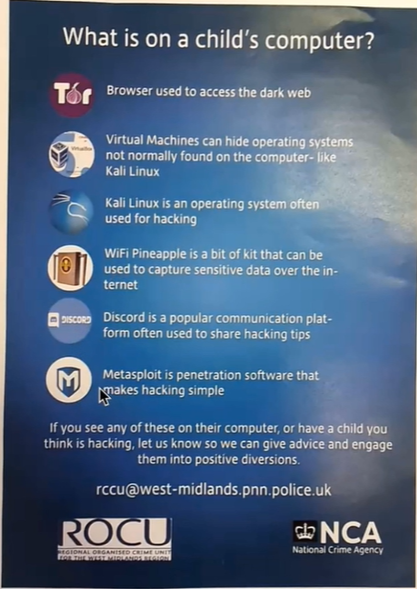 What is on a child's computer?
Tor
Browser used to access the dark web
VirtualBox
Virtual Machines can hide operating systems
not normally found on the computer- like
Kali Linux
Kali Linux is an operating system often
used for hacking
WiFi Pineapple is a bit of kit that can be
used to capture sensitive data over the in-
ternet
DISCORD
Discord is a popular communication plat-
form often used to share hacking tips
Metasploit is penetration software that
makes hacking simple
If you see any of these on their computer, or have a child you
think is hacking, let us know so we can give advice and engage
them into positive diversions.
rccu@west-midlands.pnn.police.uk
ROCU
REGIONAL ORGANISED CRIME UNIT
FOR THE WEST MIDLANDS REGION
NCA
National Crime Agency